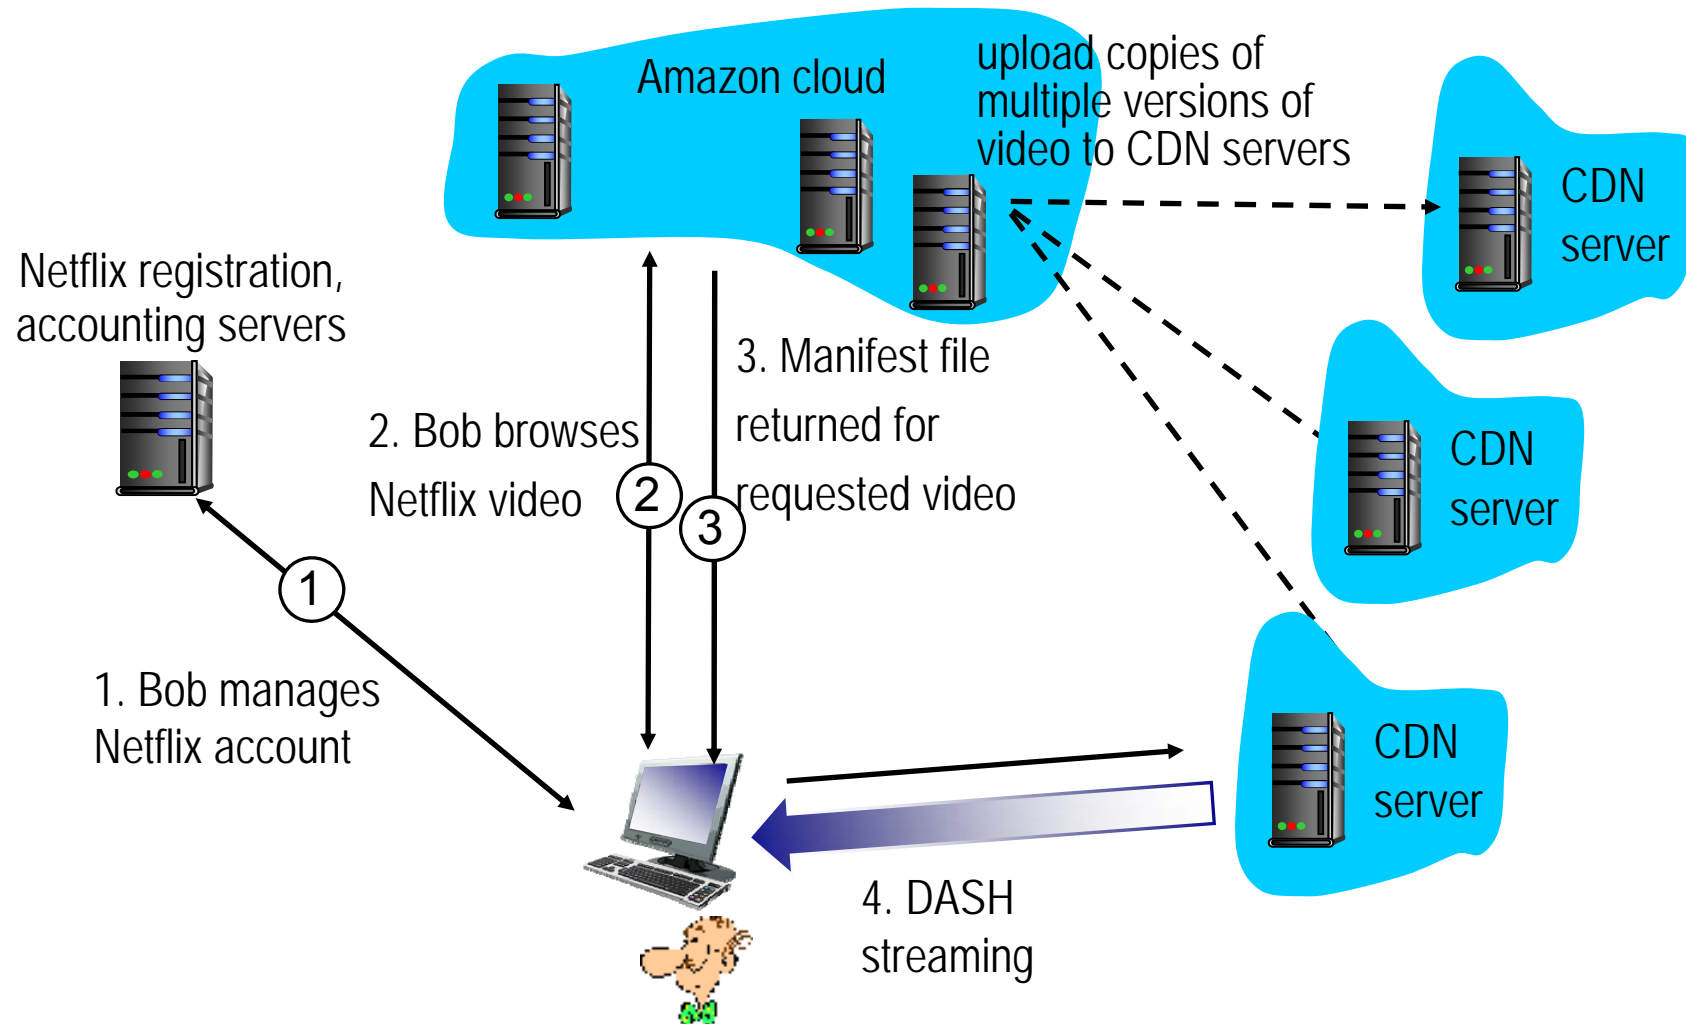 Amazon cloud
upload copies of
multiple versions of
video to CDN servers
CDN
server
Netflix registration,
accounting servers
3. Manifest file
returned for
requested video
2. Bob browses
Netflix video
2
3
CDN
server
1
1. Bob manages
Netflix account
CDN
server
4. DASH
streaming